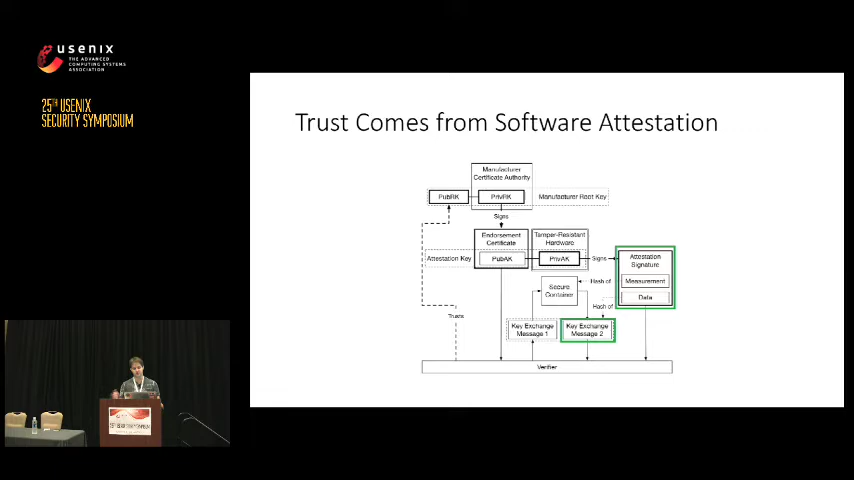 usenix
THE ADVANCED
COMPUTING SYSTEMS
ASSOCIATION
25TH USENIX
SECURITY SYMPOSIUM
Trust Comes from Software Attestation
Manufacturer
Certificate Authority
PubRK
PrivRK
Manufacturer Root Key
Signs
Endorsement
Certificate
Tamper-Resistant
Hardware
Attestation Key
PubAK
PrivAK
Signs
Attestation
Signature
Measurement
Data
Hash of
Secure
Container
Hash of
Trusts
Key Exchange
Message 1
Key Exchange
Message 2
Verifier